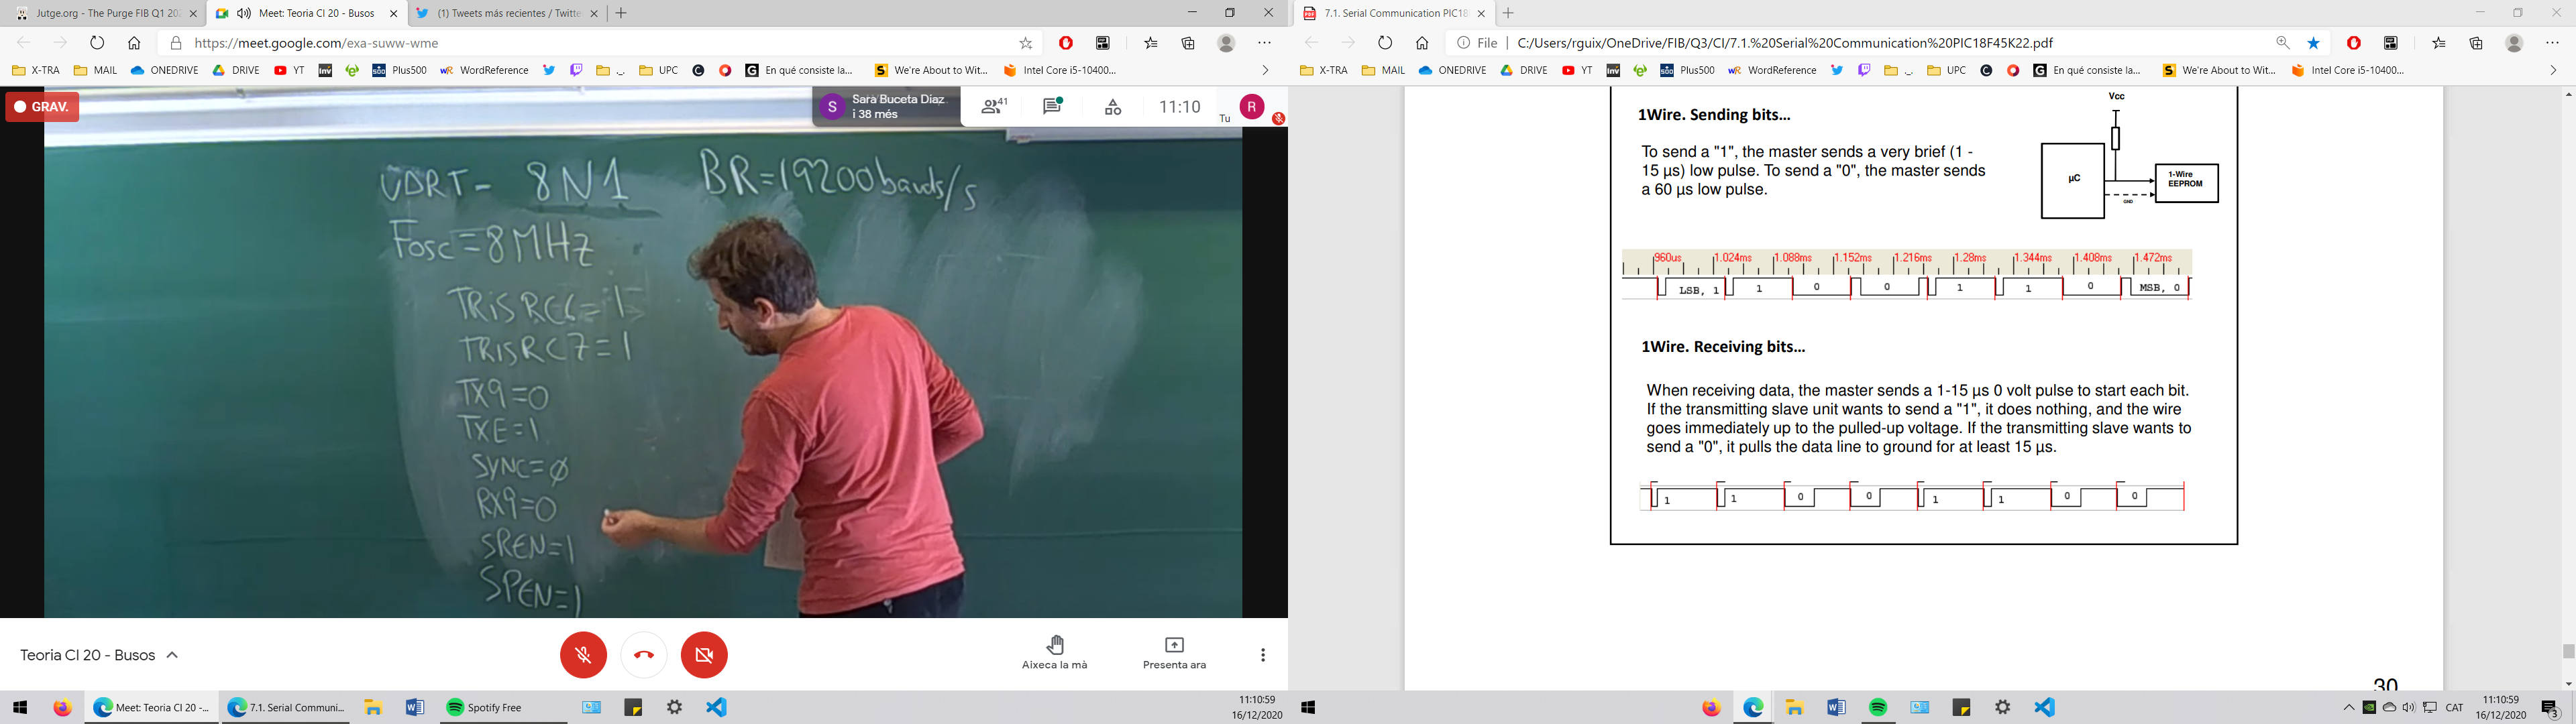 Jutge.org - The Purge FIB Q1 20
Meet: Teoria CI 20 - Busos
(1) Tweets más recientes / Twitte
https://meet.google.com/exa-suww-wme
X-TRA MAIL ONEDRIVE DRIVE YT Inv Plus500 WordReference UPC En qué consiste la... We're About to Wit... Intel Core i5-10400...
GRAV.
S Sara Buceta Diaz
i 38 més
41
11:10
Tu
R
UART - 8N1 BR=19200bauds/s
Fosc=8MHz
TRISRC6=1
TRISRC7=1
TX9=0
TXE=1
SYNC=0
RX9=0
SREN=1
SPEN=1
Teoria CI 20 - Busos
Aixeca la mà
Presenta ara
Meet: Teoria CI 20 -...
7.1. Serial Communi...
Spotify Free
11:10:59
16/12/2020
7.1. Serial Communication PIC18
File C:/Users/rguix/OneDrive/FIB/Q3/CI/7.1.%20Serial%20Communication%20PIC18F45K22.pdf
X-TRA MAIL ONEDRIVE DRIVE YT Inv Plus500 WordReference UPC En qué consiste la... We're About to Wit... Intel Core i5-10400...
1Wire. Sending bits...
To send a "1", the master sends a very brief (1 -
15 µs) low pulse. To send a "0", the master sends
a 60 µs low pulse.
Vcc
µC
1-Wire
EEPROM
GND
960us 1.024ms 1.088ms 1.152ms 1.216ms 1.28ms 1.344ms 1.408ms 1.472ms
LSB, 1 1 0 0 1 1 0 MSB, 0
1Wire. Receiving bits...
When receiving data, the master sends a 1-15 µs 0 volt pulse to start each bit.
If the transmitting slave unit wants to send a "1", it does nothing, and the wire
goes immediately up to the pulled-up voltage. If the transmitting slave wants to
send a "0", it pulls the data line to ground for at least 15 µs.
1 1 0 0 1 1 0 0
30
CAT
11:10:59
16/12/2020
3